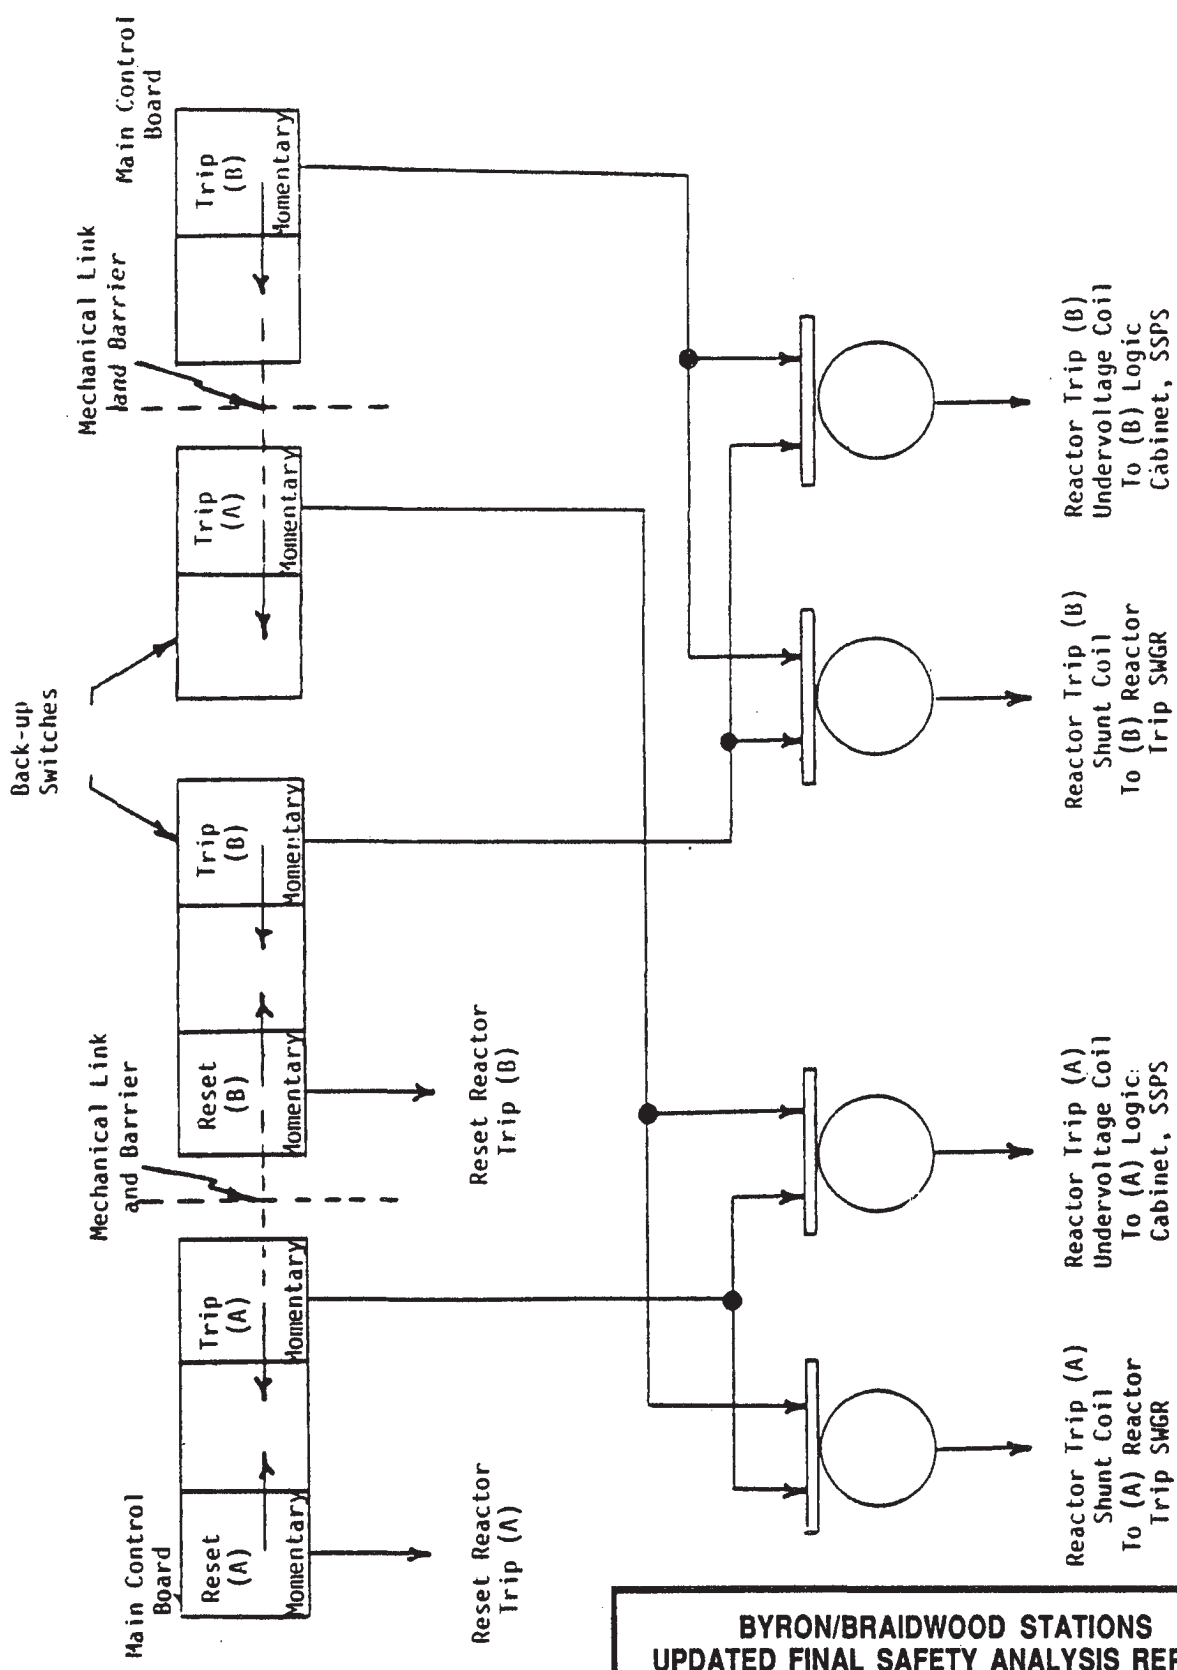 Main Control
Board
Reset
(A)
Momentary
Trip
(A)
Momentary
Mechanical Link
and Barrier
Reset
(B)
Momentary
Trip
(B)
Momentary
Back-up
Switches
Trip
(A)
Momentary
Mechanical Link
and Barrier
Trip
(B)
Momentary
Main Control
Board
Reset Reactor
Trip (A)
Reset Reactor
Trip (B)
Reactor Trip (A)
Shunt Coil
To (A) Reactor
Trip SWGR
Reactor Trip (A)
Undervoltage Coil
To (A) Logic
Cabinet, SSPS
Reactor Trip (B)
Shunt Coil
To (B) Reactor
Trip SWGR
Reactor Trip (B)
Undervoltage Coil
To (B) Logic
Cabinet, SSPS
BYRON/BRAIDWOOD STATIONS
UPDATED FINAL SAFETY ANALYSIS